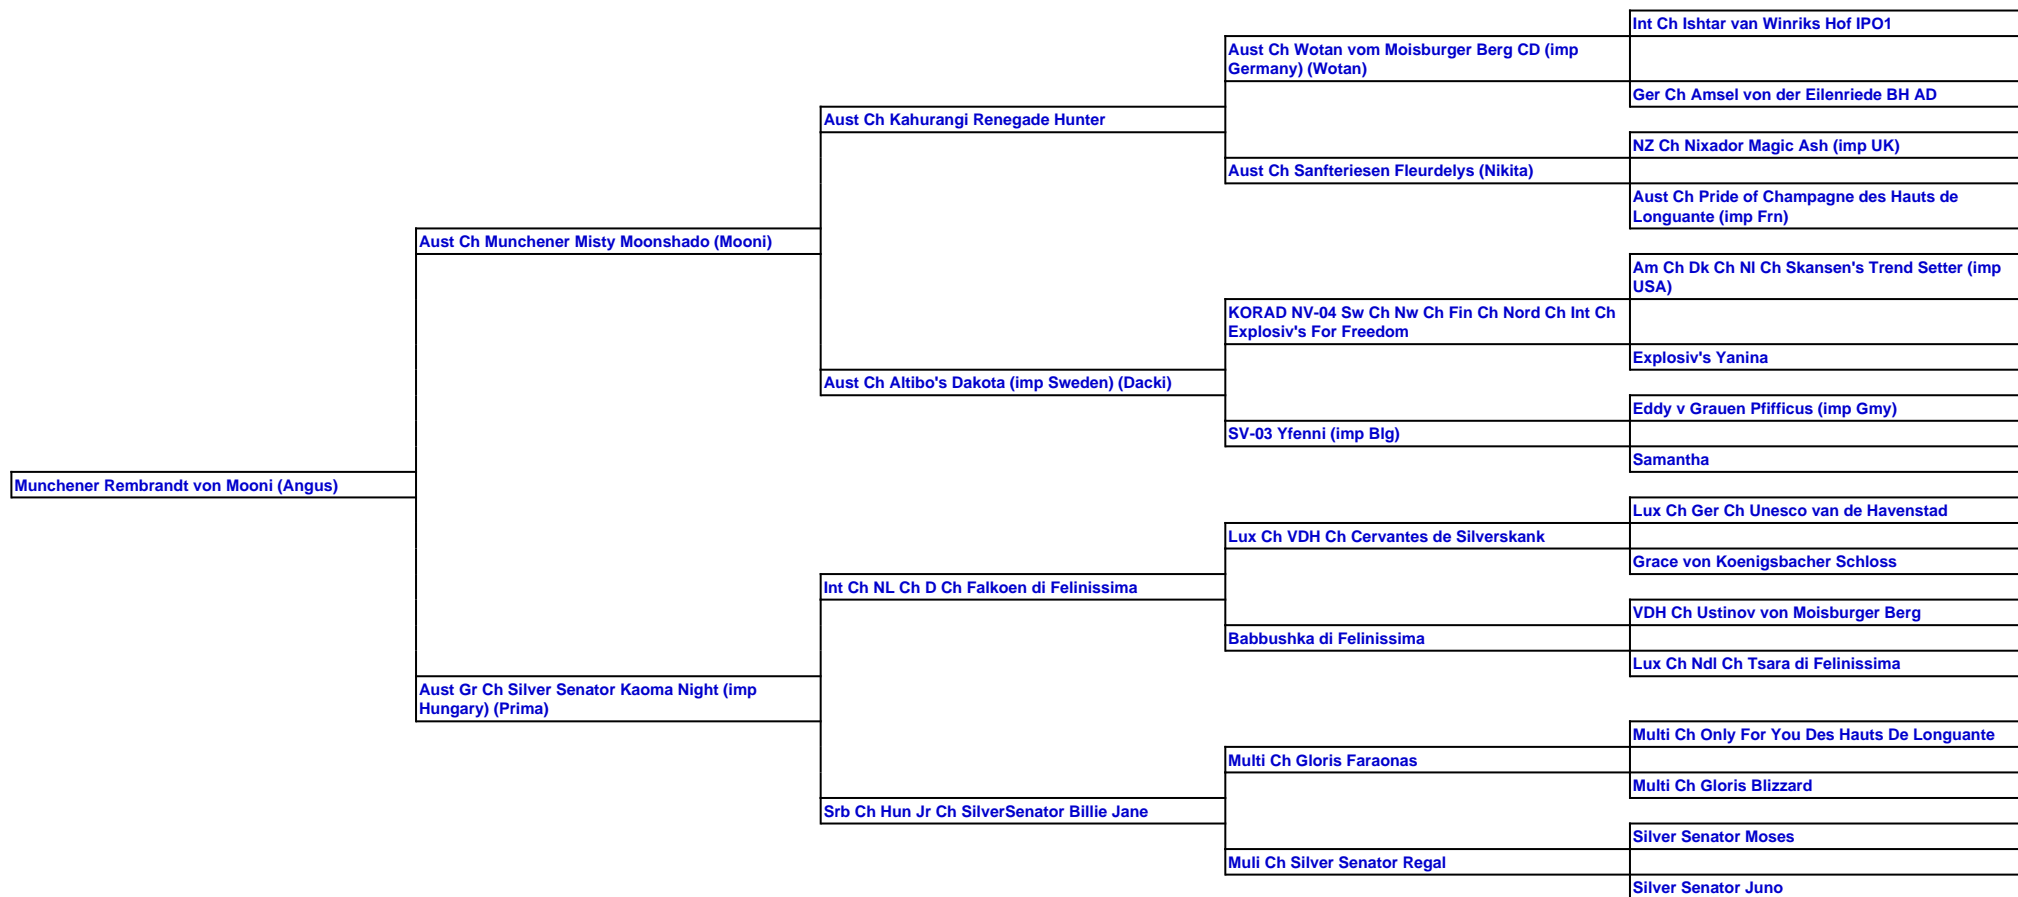 Int Ch Ishtar van Winriks Hof IPO1
Aust Ch Wotan vom Moisburger Berg CD (imp
Germany) (Wotan)
Ger Ch Amsel von der Eilenriede BH AD
Aust Ch Kahurangi Renegade Hunter
NZ Ch Nixador Magic Ash (imp UK)
Aust Ch Sanfteriesen Fleurdelys (Nikita)
Aust Ch Pride of Champagne des Hauts de
Longuante (imp Frn)
Aust Ch Munchener Misty Moonshado (Mooni)
Am Ch Dk Ch Nl Ch Skansen's Trend Setter (imp
USA)
KORAD NV-04 Sw Ch Nw Ch Fin Ch Nord Ch Int Ch
Explosiv's For Freedom
Explosiv's Yanina
Aust Ch Altibo's Dakota (imp Sweden) (Dacki)
Eddy v Grauen Pfifficus (imp Gmy)
SV-03 Yfenni (imp Blg)
Samantha
Munchener Rembrandt von Mooni (Angus)
Lux Ch Ger Ch Unesco van de Havenstad
Lux Ch VDH Ch Cervantes de Silverskank
Grace von Koenigsbacher Schloss
Int Ch NL Ch D Ch Falkoen di Felinissima
VDH Ch Ustinov von Moisburger Berg
Babbushka di Felinissima
Lux Ch Ndl Ch Tsara di Felinissima
Aust Gr Ch Silver Senator Kaoma Night (imp
Hungary) (Prima)
Multi Ch Only For You Des Hauts De Longuante
Multi Ch Gloris Faraonas
Multi Ch Gloris Blizzard
Srb Ch Hun Jr Ch SilverSenator Billie Jane
Silver Senator Moses
Muli Ch Silver Senator Regal
Silver Senator Juno